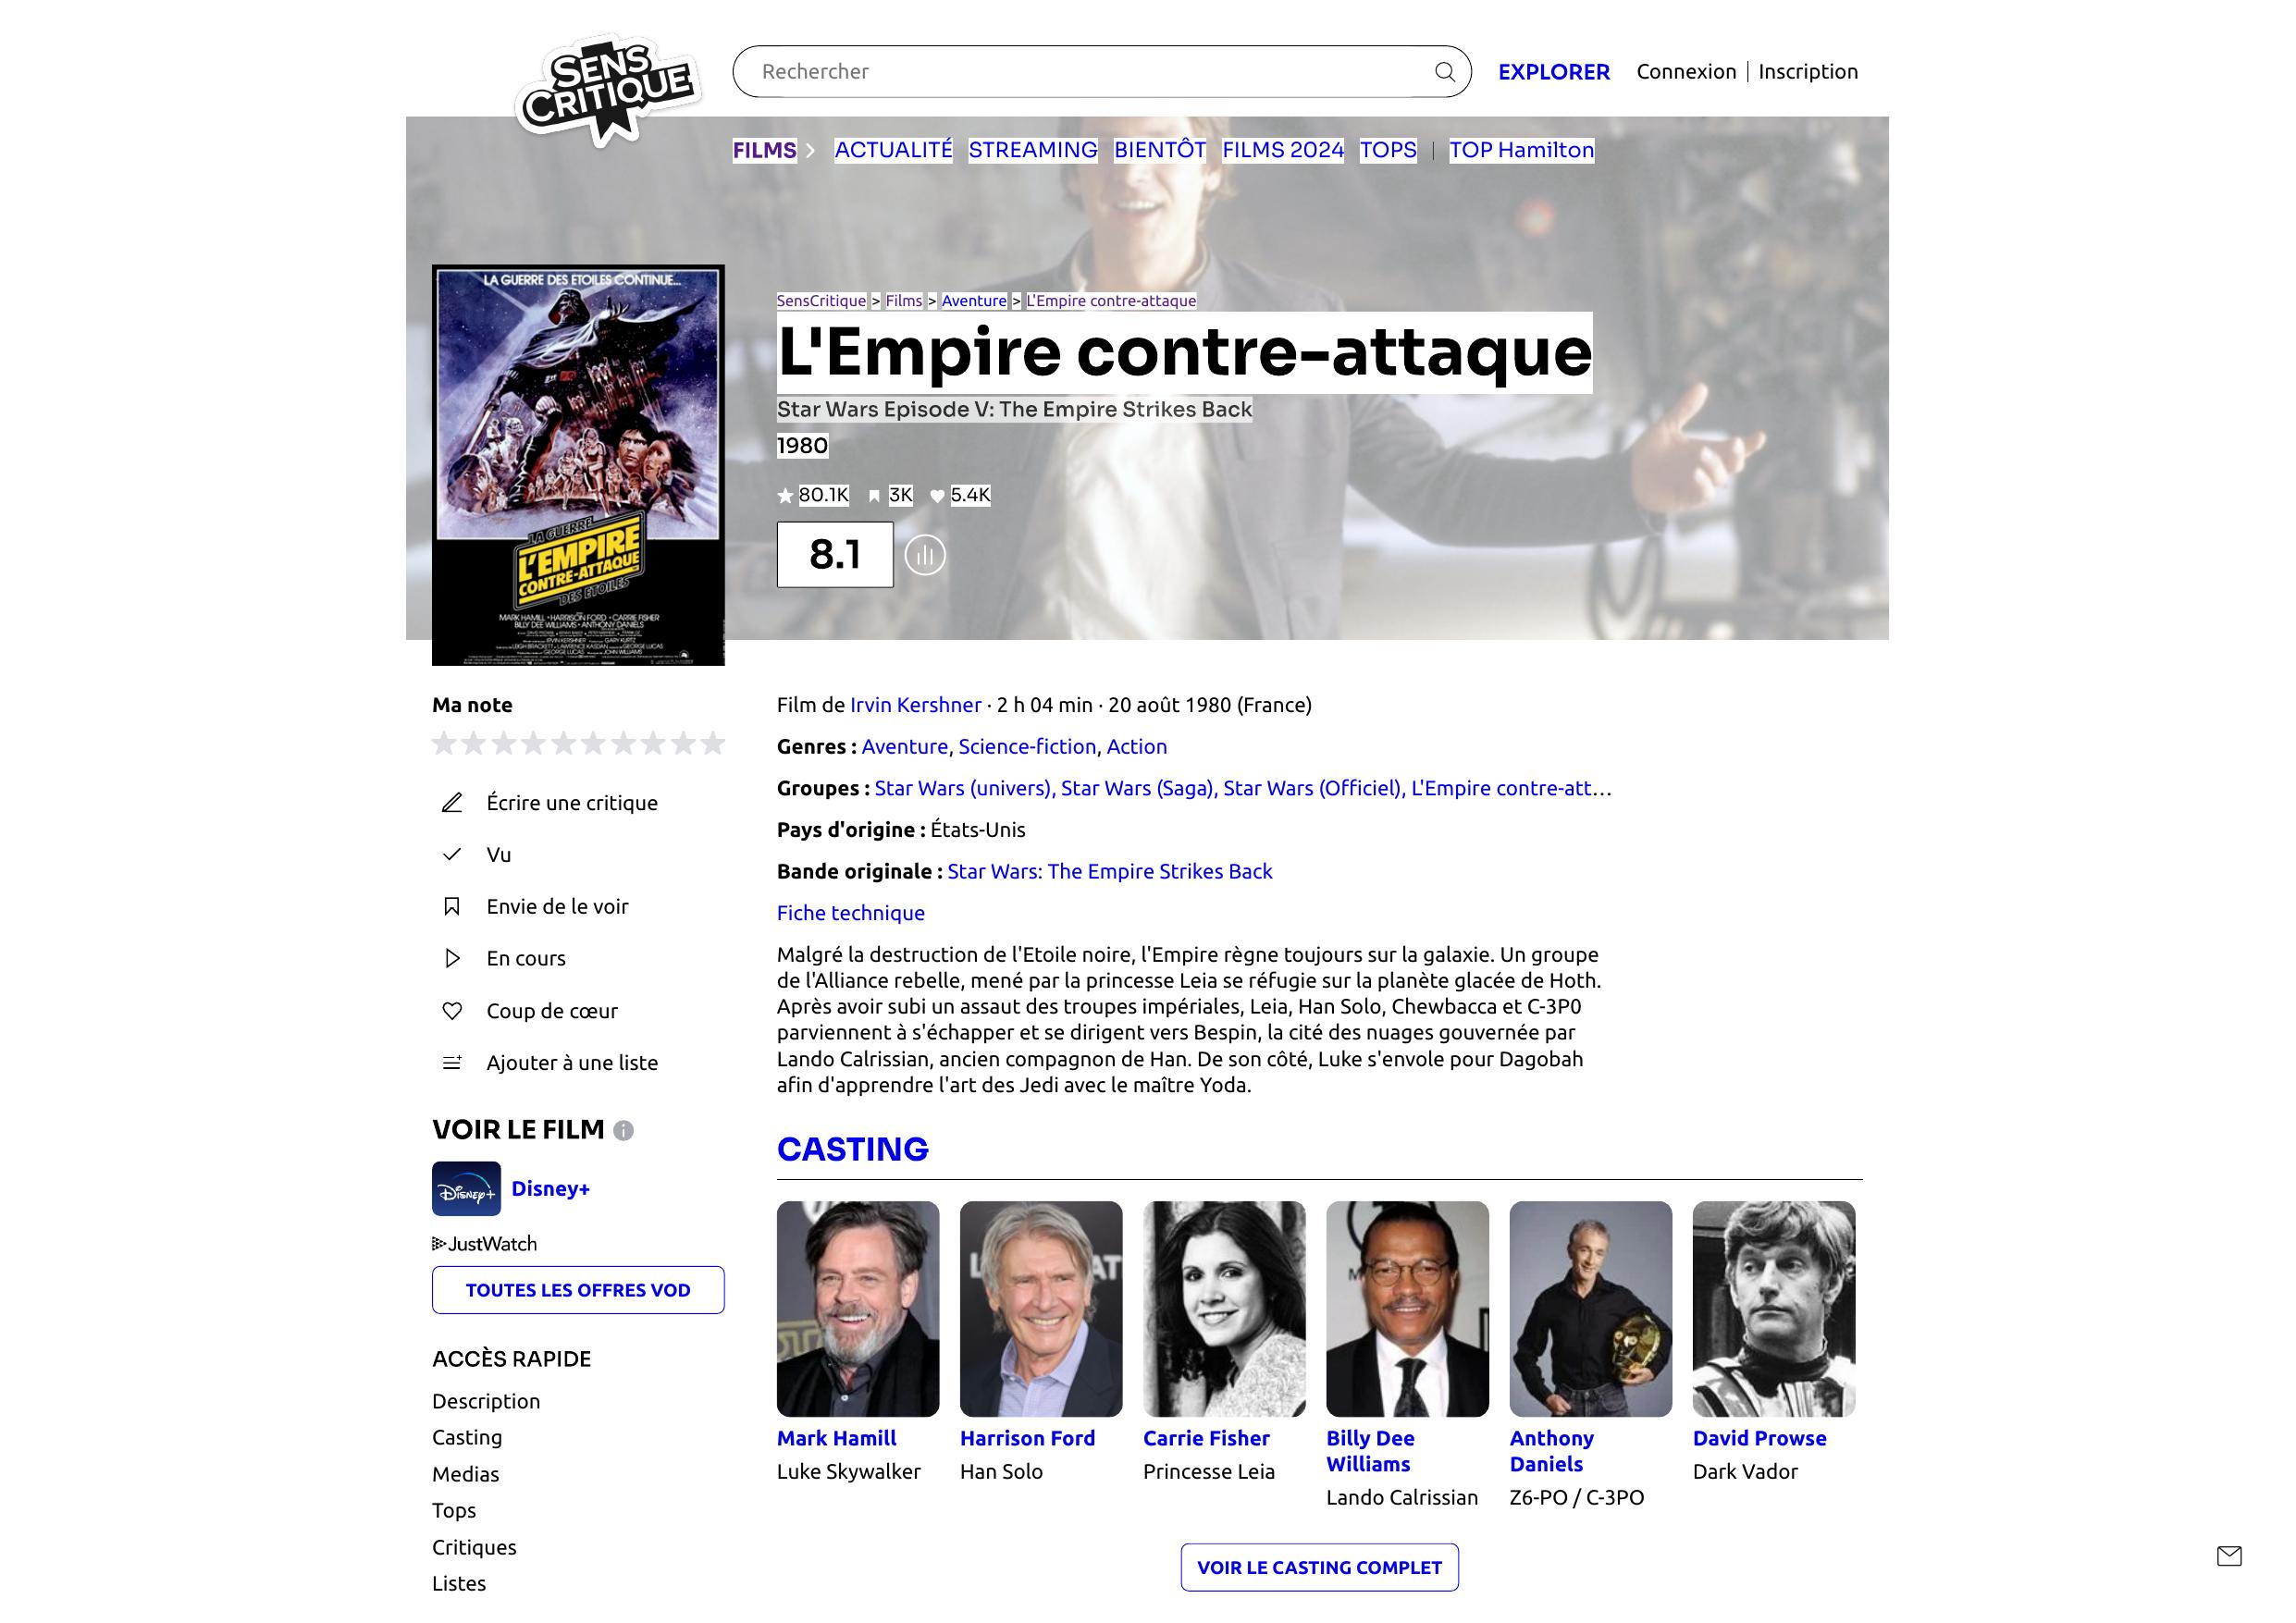 SENS
CRITIQUE
Rechercher
EXPLORER
Connexion
Inscription
FILMS
ACTUALITÉ
STREAMING
BIENTÔT
FILMS 2024
TOPS
TOP Hamilton
LA GUERRE DES ETOILES CONTINUE...
LA GUERRE
L'EMPIRE
CONTRE-ATTAQUE
DES ETOILES
MARK HAMILL • HARRISON FORD • CARRIE FISHER
BILLY DEE WILLIAMS • ANTHONY DANIELS
SensCritique > Films > Aventure > L'Empire contre-attaque
L'Empire contre-attaque
Star Wars Episode V: The Empire Strikes Back
1980
80.1K 3K 5.4K
8.1
Ma note
Écrire une critique
Vu
Envie de le voir
En cours
Coup de cœur
Ajouter à une liste
VOIR LE FILM
Disney+
Disney+
JustWatch
TOUTES LES OFFRES VOD
ACCÈS RAPIDE
Description
Casting
Medias
Tops
Critiques
Listes
Film de Irvin Kershner · 2 h 04 min · 20 août 1980 (France)
Genres : Aventure, Science-fiction, Action
Groupes : Star Wars (univers), Star Wars (Saga), Star Wars (Officiel), L'Empire contre-att...
Pays d'origine : États-Unis
Bande originale : Star Wars: The Empire Strikes Back
Fiche technique
Malgré la destruction de l'Etoile noire, l'Empire règne toujours sur la galaxie. Un groupe
de l'Alliance rebelle, mené par la princesse Leia se réfugie sur la planète glacée de Hoth.
Après avoir subi un assaut des troupes impériales, Leia, Han Solo, Chewbacca et C-3P0
parviennent à s'échapper et se dirigent vers Bespin, la cité des nuages gouvernée par
Lando Calrissian, ancien compagnon de Han. De son côté, Luke s'envole pour Dagobah
afin d'apprendre l'art des Jedi avec le maître Yoda.
CASTING
Mark Hamill
Luke Skywalker
Harrison Ford
Han Solo
Carrie Fisher
Princesse Leia
Billy Dee
Williams
Lando Calrissian
Anthony
Daniels
Z6-PO / C-3PO
David Prowse
Dark Vador
VOIR LE CASTING COMPLET